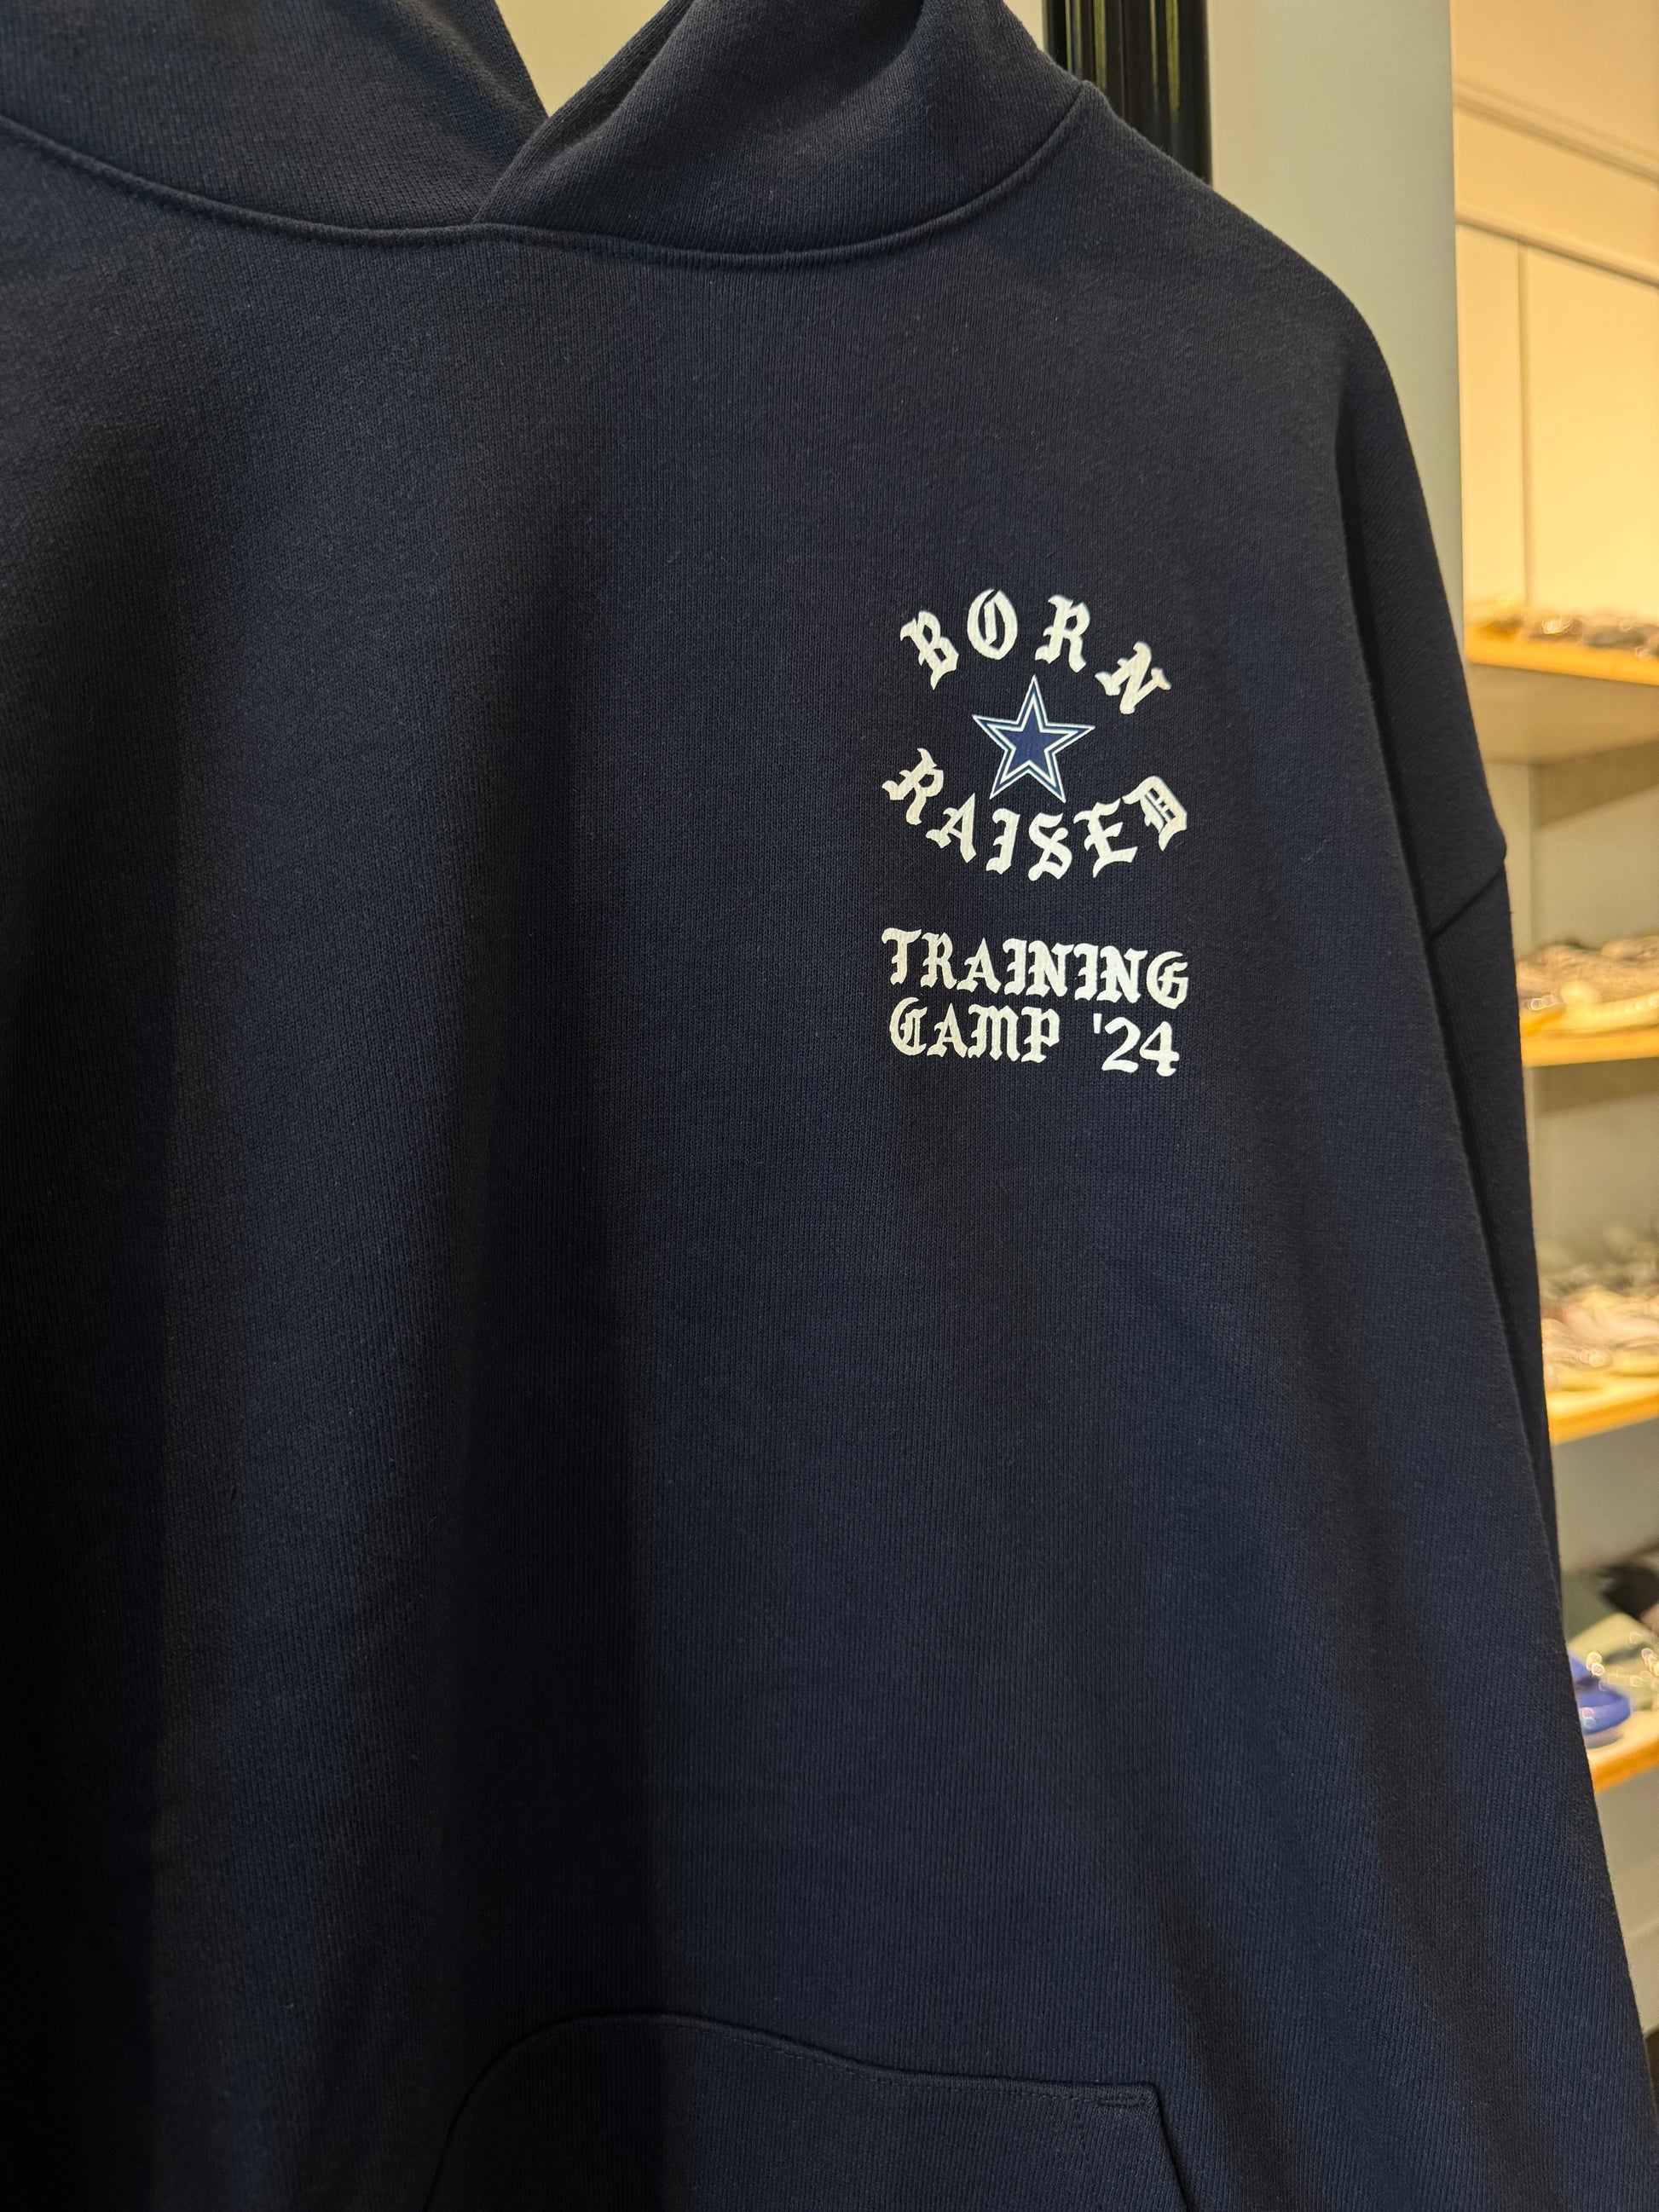 BORN
RAISED
TRAINING
CAMP '24